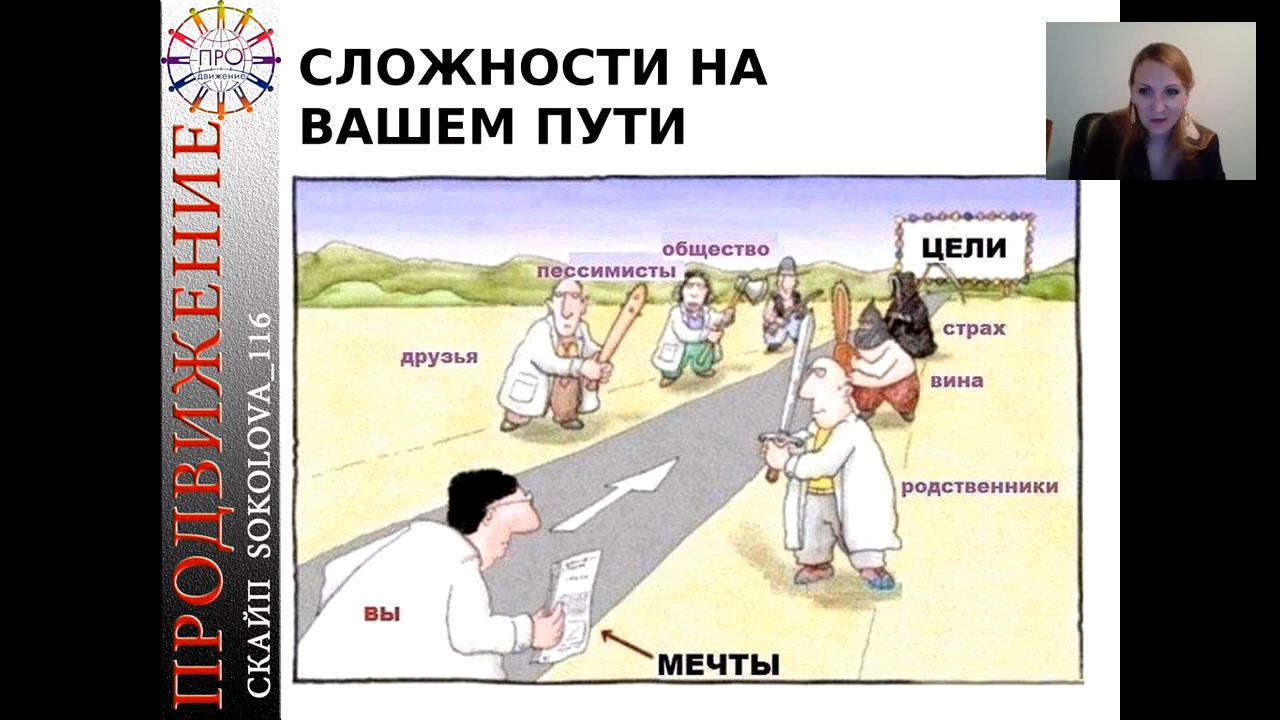 ПРО
движение
ПРОДВИЖЕНИЕ
СКАЙП SOKOLOVA_116
СЛОЖНОСТИ НА
ВАШЕМ ПУТИ
общество
пессимисты
ЦЕЛИ
страх
друзья
вина
родственники
вы
МЕЧТЫ